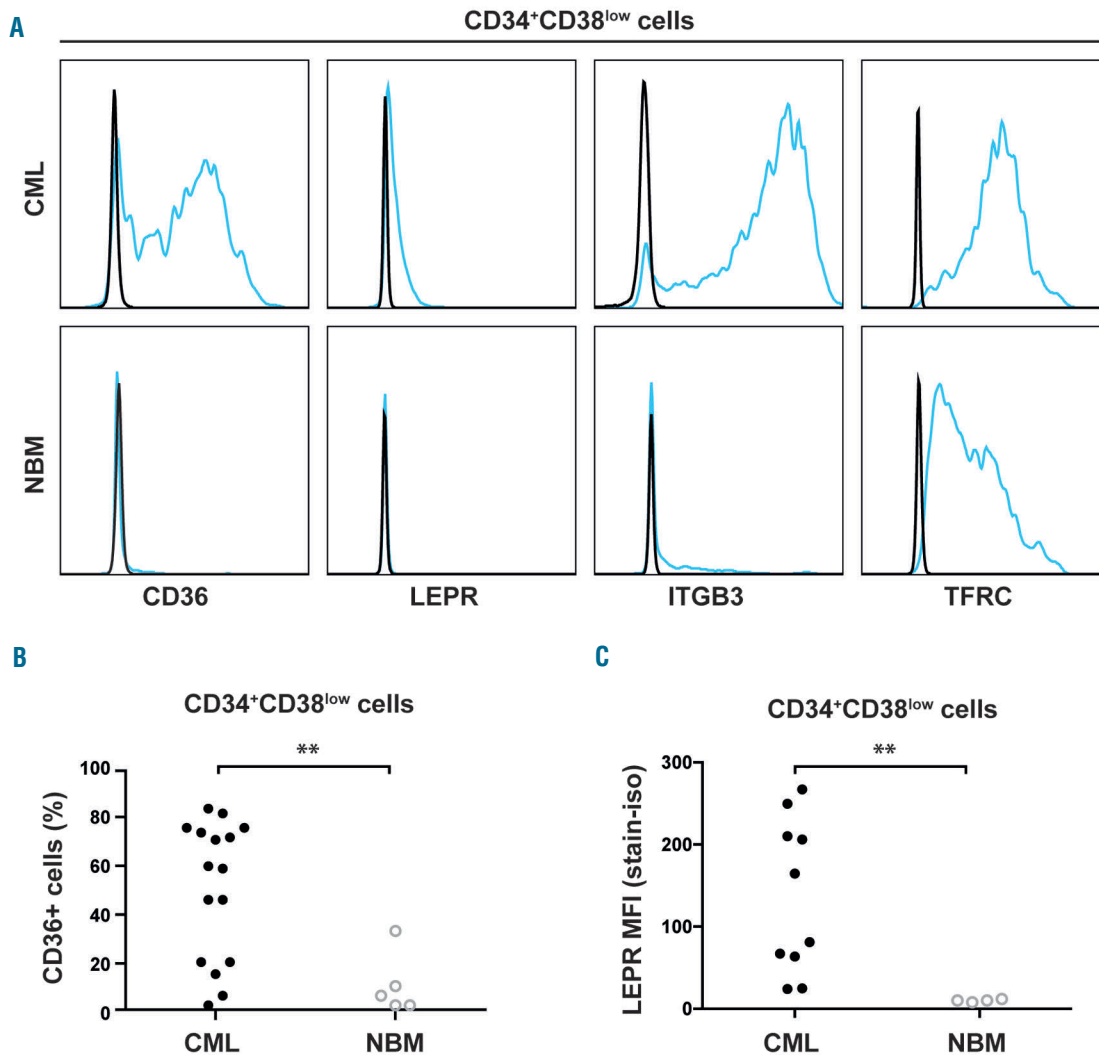 A
CD34⁺CD38ˡᵒʷ cells
CML
NBM
CD36 LEPR ITGB3 TFRC
B
CD34⁺CD38ˡᵒʷ cells
**
CD36+ cells (%)
100
80
60
40
20
0
CML NBM
C
CD34⁺CD38ˡᵒʷ cells
**
LEPR MFI (stain-iso)
300
200
100
0
CML NBM